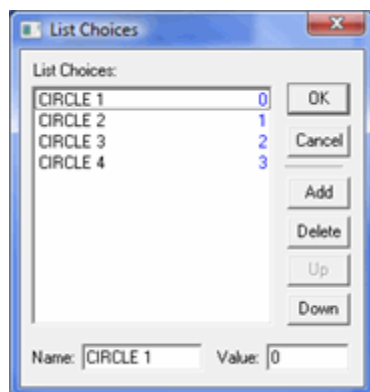 List Choices
List Choices:
CIRCLE 1 0
CIRCLE 2 1
CIRCLE 3 2
CIRCLE 4 3
OK
Cancel
Add
Delete
Up
Down
Name: CIRCLE 1 Value: 0